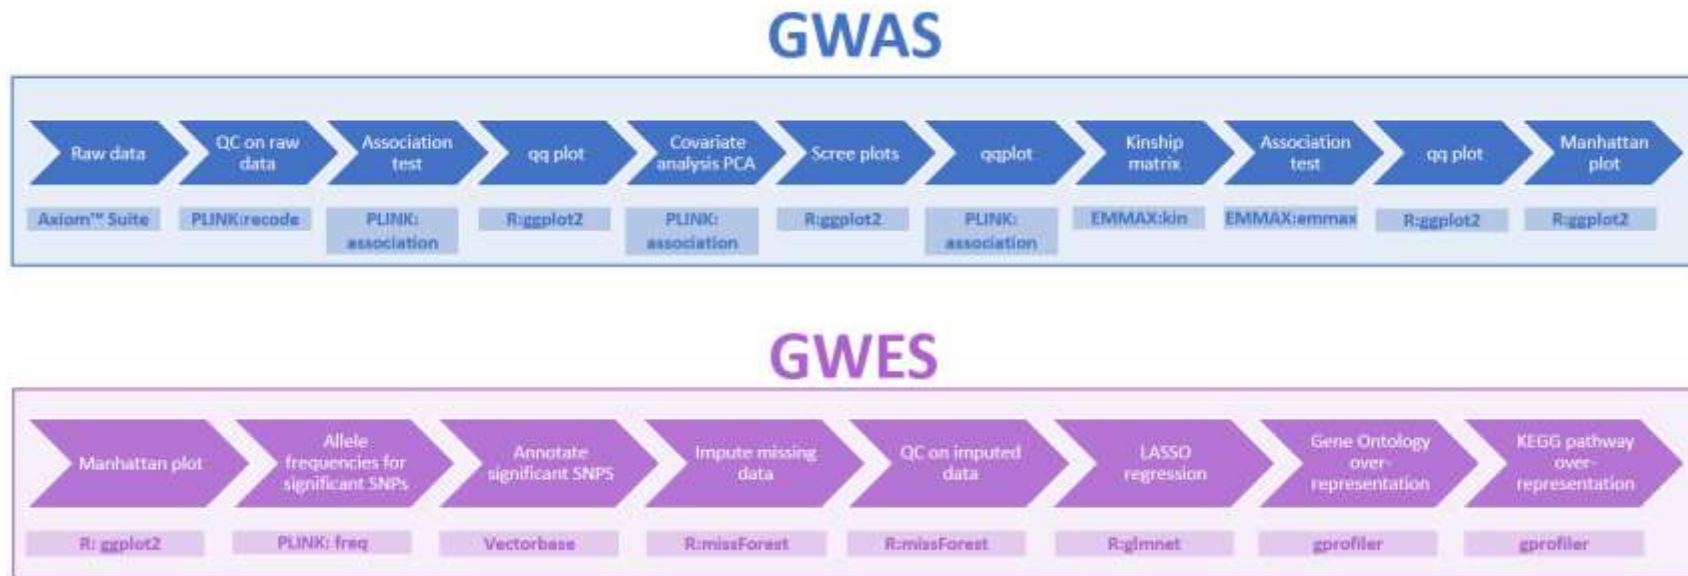 GWAS
Raw data
QC on raw
data
Association
test
qq plot
Covariate
analysis PCA
Scree plots
qqplot
Kinship
matrix
Association
test
qq plot
Manhattan
plot
Axiom™ Suite
PLINK:recode
PLINK:
association
R:ggplot2
PLINK:
association
R:ggplot2
PLINK:
association
EMMAX:kin
EMMAX:emmax
R:ggplot2
R:ggplot2
GWES
Manhattan plot
Allele
frequencies for
significant SNPs
Annotate
significant SNPS
Impute missing
data
QC on imputed
data
LASSO
regression
Gene Ontology
over-
representation
KEGG pathway
over-
representation
R: ggplot2
PLINK: freq
Vectorbase
R:missForest
R:missForest
R:glmnet
gprofiler
gprofiler